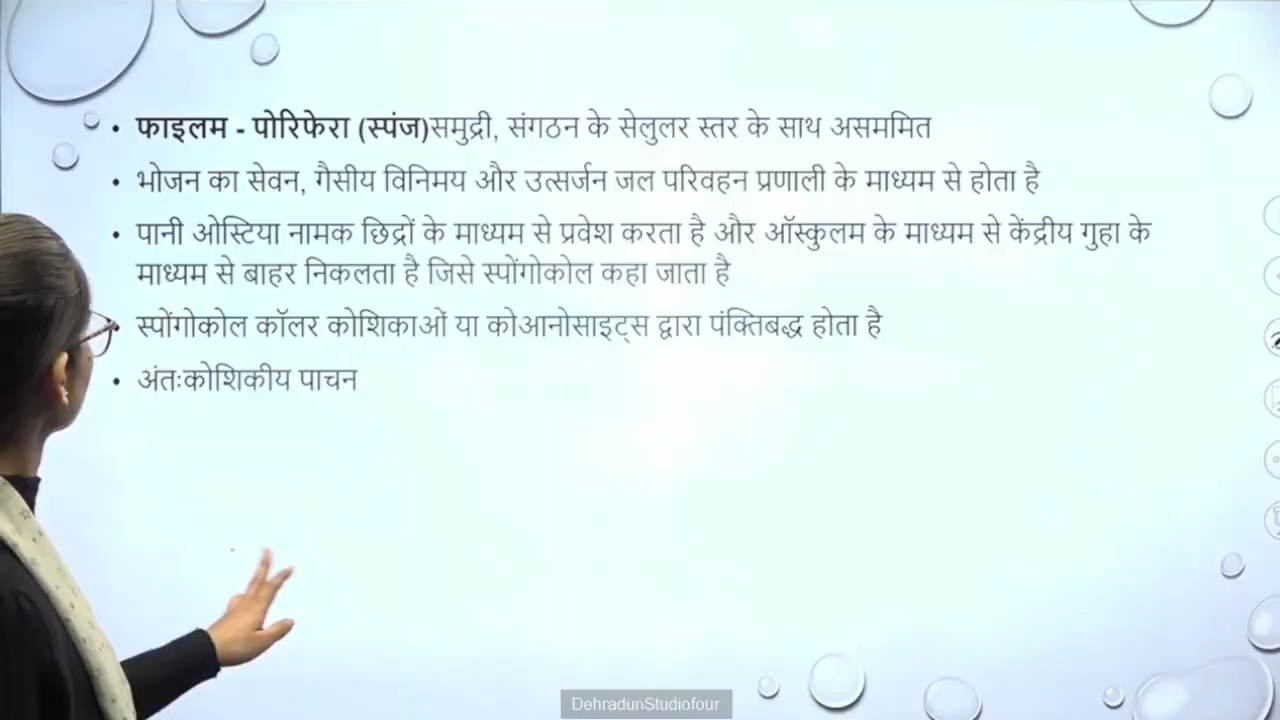 • फाइलम - पोरिफेरा (स्पंज)समुद्री, संगठन के सेलुलर स्तर के साथ असममित
• भोजन का सेवन, गैसीय विनिमय और उत्सर्जन जल परिवहन प्रणाली के माध्यम से होता है
• पानी ओस्टिया नामक छिद्रों के माध्यम से प्रवेश करता है और ऑस्कुलम के माध्यम से केंद्रीय गुहा के
माध्यम से बाहर निकलता है जिसे स्पोंगोकोल कहा जाता है
• स्पोंगोकोल कॉलर कोशिकाओं या कोआनोसाइट्स द्वारा पंक्तिबद्ध होता है
• अंतःकोशिकीय पाचन
DehradunStudiofour